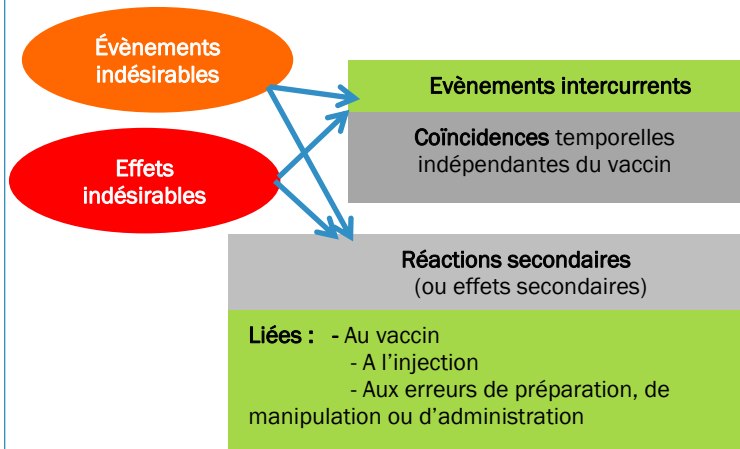 Évènements
indésirables
Effets
indésirables
Evènements intercurrents
Coïncidences temporelles
indépendantes du vaccin
Réactions secondaires
(ou effets secondaires)
Liées : - Au vaccin
- A l’injection
- Aux erreurs de préparation, de
manipulation ou d’administration